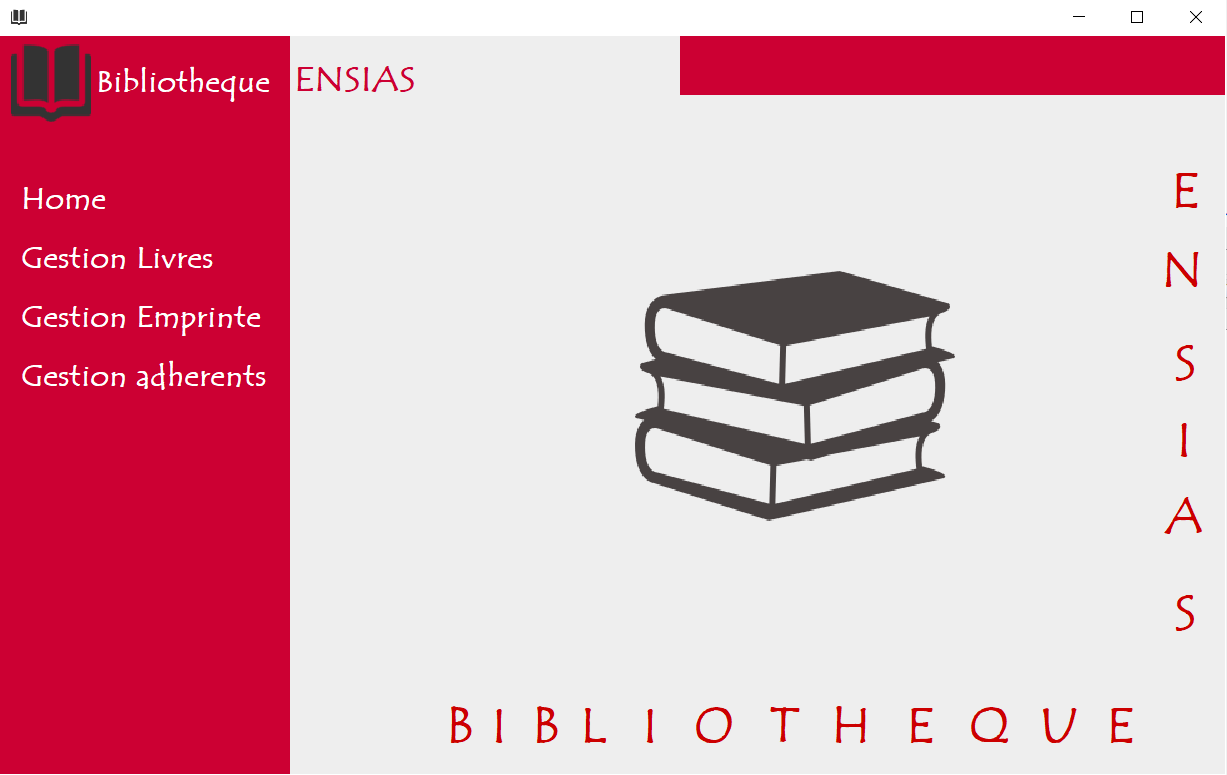 Bibliotheque ENSIAS
Home
Gestion Livres
Gestion Emprinte
Gestion adherents
E
N
S
I
A
S
B I B L I O T H E Q U E